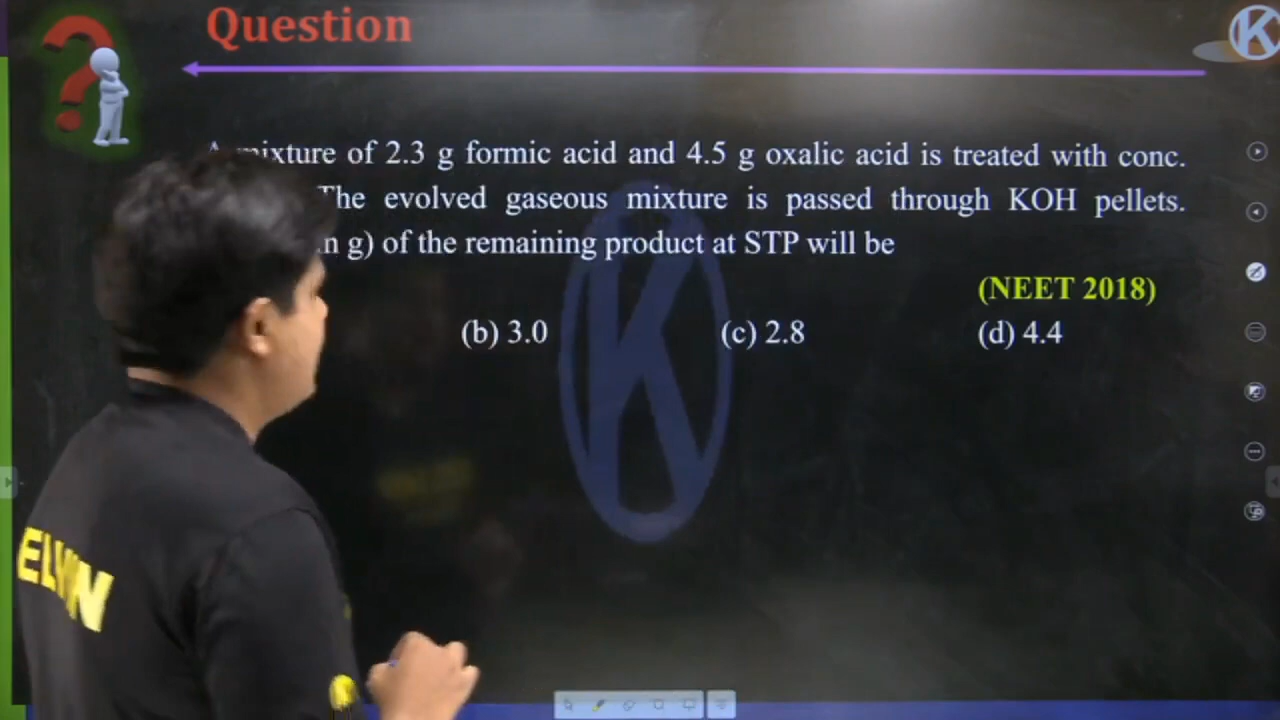 Question
K
A mixture of 2.3 g formic acid and 4.5 g oxalic acid is treated with conc.
The evolved gaseous mixture is passed through KOH pellets.
g) of the remaining product at STP will be
(NEET 2018)
(b) 3.0 (c) 2.8 (d) 4.4
K